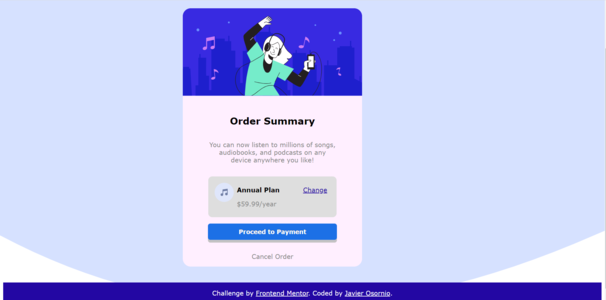 Order Summary
You can now listen to millions of songs,
audiobooks, and podcasts on any
device anywhere you like!
Annual Plan
Change
$59.99/year
Proceed to Payment
Cancel Order
Challenge by Frontend Mentor. Coded by Javier Osornio.